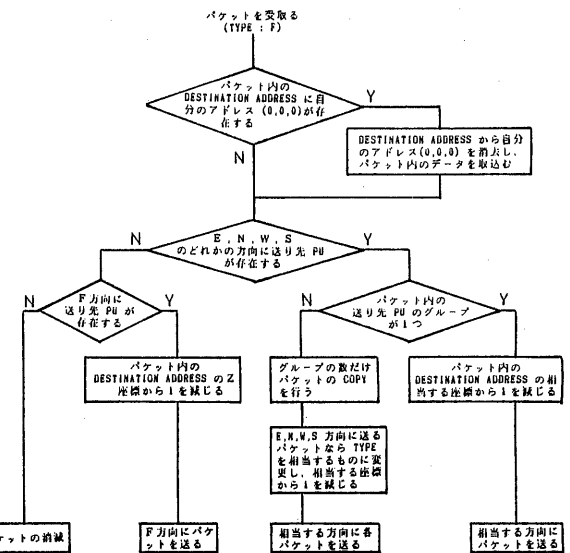 パケットを受取る
(TYPE : F)
パケット内の
DESTINATION ADDRESS に自
分のアドレス (0,0,0)が存
在する
Y
N
DESTINATION ADDRESS から自分
のアドレス(0,0,0) を消去し,
パケット内のデータを取込む
N
E , N , W , S
のどれかの方向に送り先 PU
が存在する
Y
N
F方向に
送り先 PU が
存在する
Y
N
パケット内の
送り先 PU のグループ
が1つ
Y
パケット内の
DESTINATION ADDRESS のZ
座標から1を減じる
グループの数だけ
パケットの COPY
を行う
パケット内の
DESTINATION ADDRESS の相
当する座標から1を減じる
E,N,W,S 方向に送る
パケットなら TYPE
を相当するものに変
更し, 相当する座標
から1を減じる
ケットの消滅
F方向にパケ
ットを送る
相当する方向に各
パケットを送る
相当する方向に
パケットを送る